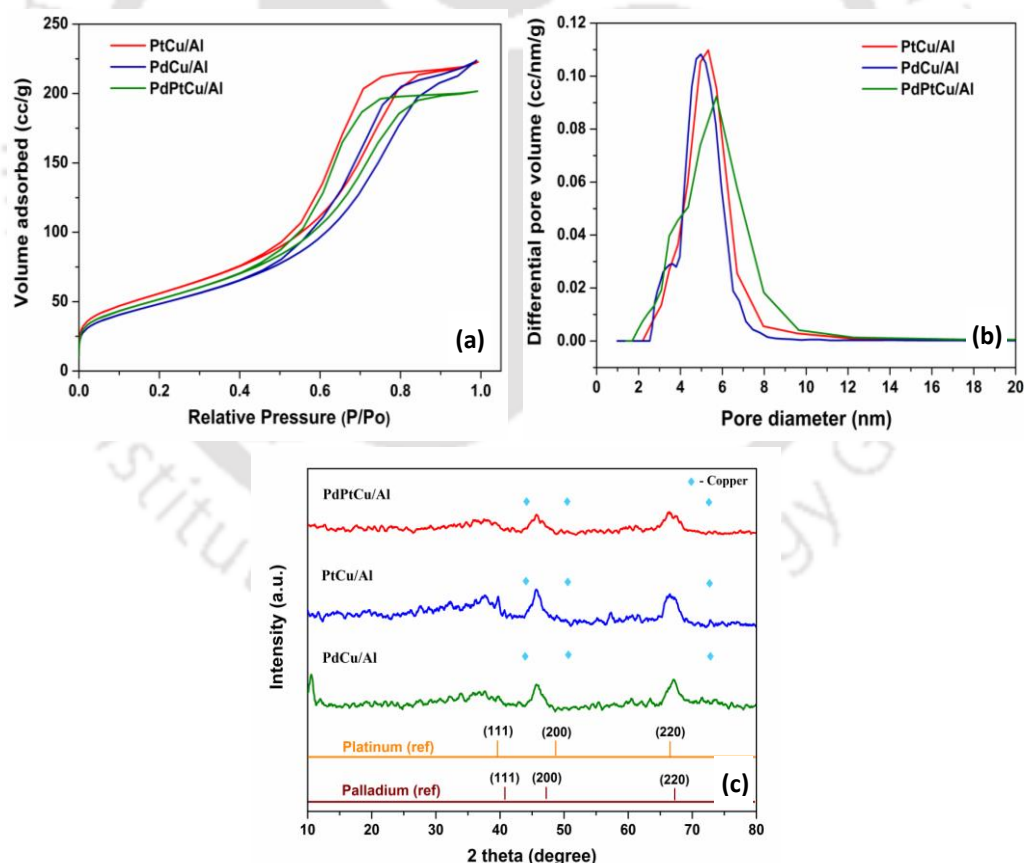 250
200
150
100
50
0
Volume adsorbed (cc/g)
PtCu/Al
PdCu/Al
PdPtCu/Al
(a)
0.0 0.2 0.4 0.6 0.8 1.0
Relative Pressure (P/Po)
0.12
0.10
0.08
0.06
0.04
0.02
0.00
Differential pore volume (cc/nm/g)
PtCu/Al
PdCu/Al
PdPtCu/Al
(b)
0 2 4 6 8 10 12 14 16 18 20
Pore diameter (nm)
Intensity (a.u.)
- Copper
PdPtCu/Al
PtCu/Al
PdCu/Al
(111) (200) (220)
Platinum (ref)
(111) (200) (220)
Palladium (ref)
(c)
10 20 30 40 50 60 70 80
2 theta (degree)